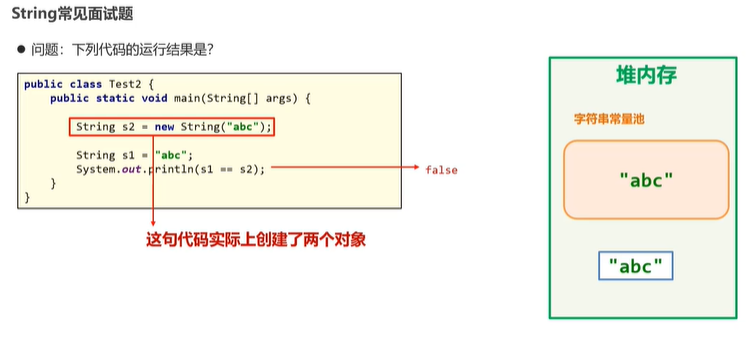 String常见面试题
● 问题：下列代码的运行结果是?
public class Test2 {
public static void main(String[] args) {
String s2 = new String("abc");
String s1 = "abc";
System.out.println(s1 == s2);
}
}
false
这句代码实际上创建了两个对象
堆内存
字符串常量池
"abc"
"abc"